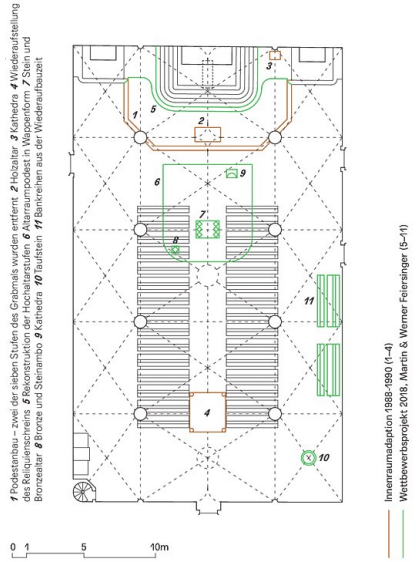 1 Podestenbau – zwei der sieben Stufen des Grabmals wurden entfernt 2 Holzaltar 3 Kathedra 4 Wiederaufstellung
des Reliquienschreins 5 Rekonstruktion der Hochaltarstufen 6 Altarraumpodest in Wappenform 7 Stein und
Bronzealtar 8 Bronze und Steinambo 9 Kathedra 10 Taufstein 11 Bankreihen aus der Wiederaufbauzeit
3
5
1
2
6
9
7
8
11
4
10
0 1 5 10m
Innenraumadaption 1988-1990 (1–4)
Wettbewerbsprojekt 2018, Martin & Werner Feiersinger (5–11)